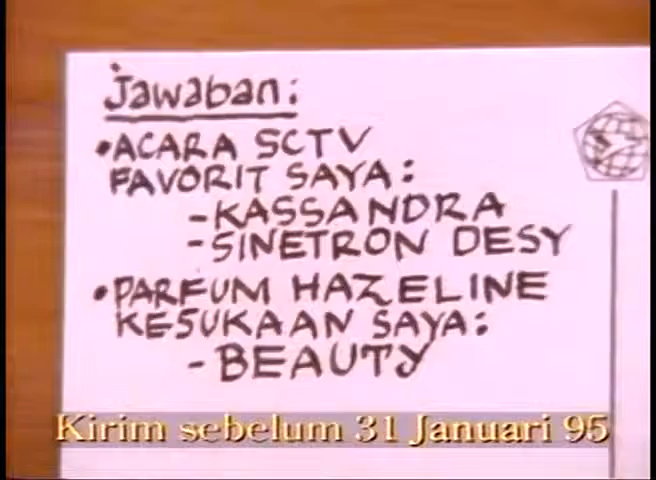 Jawaban:
• ACARA SCTV
FAVORIT SAYA:
- KASSANDRA
- SINETRON DESY
• PARFUM HAZELINE
KESUKAAN SAYA:
- BEAUTY
Kirim sebelum 31 Januari 95